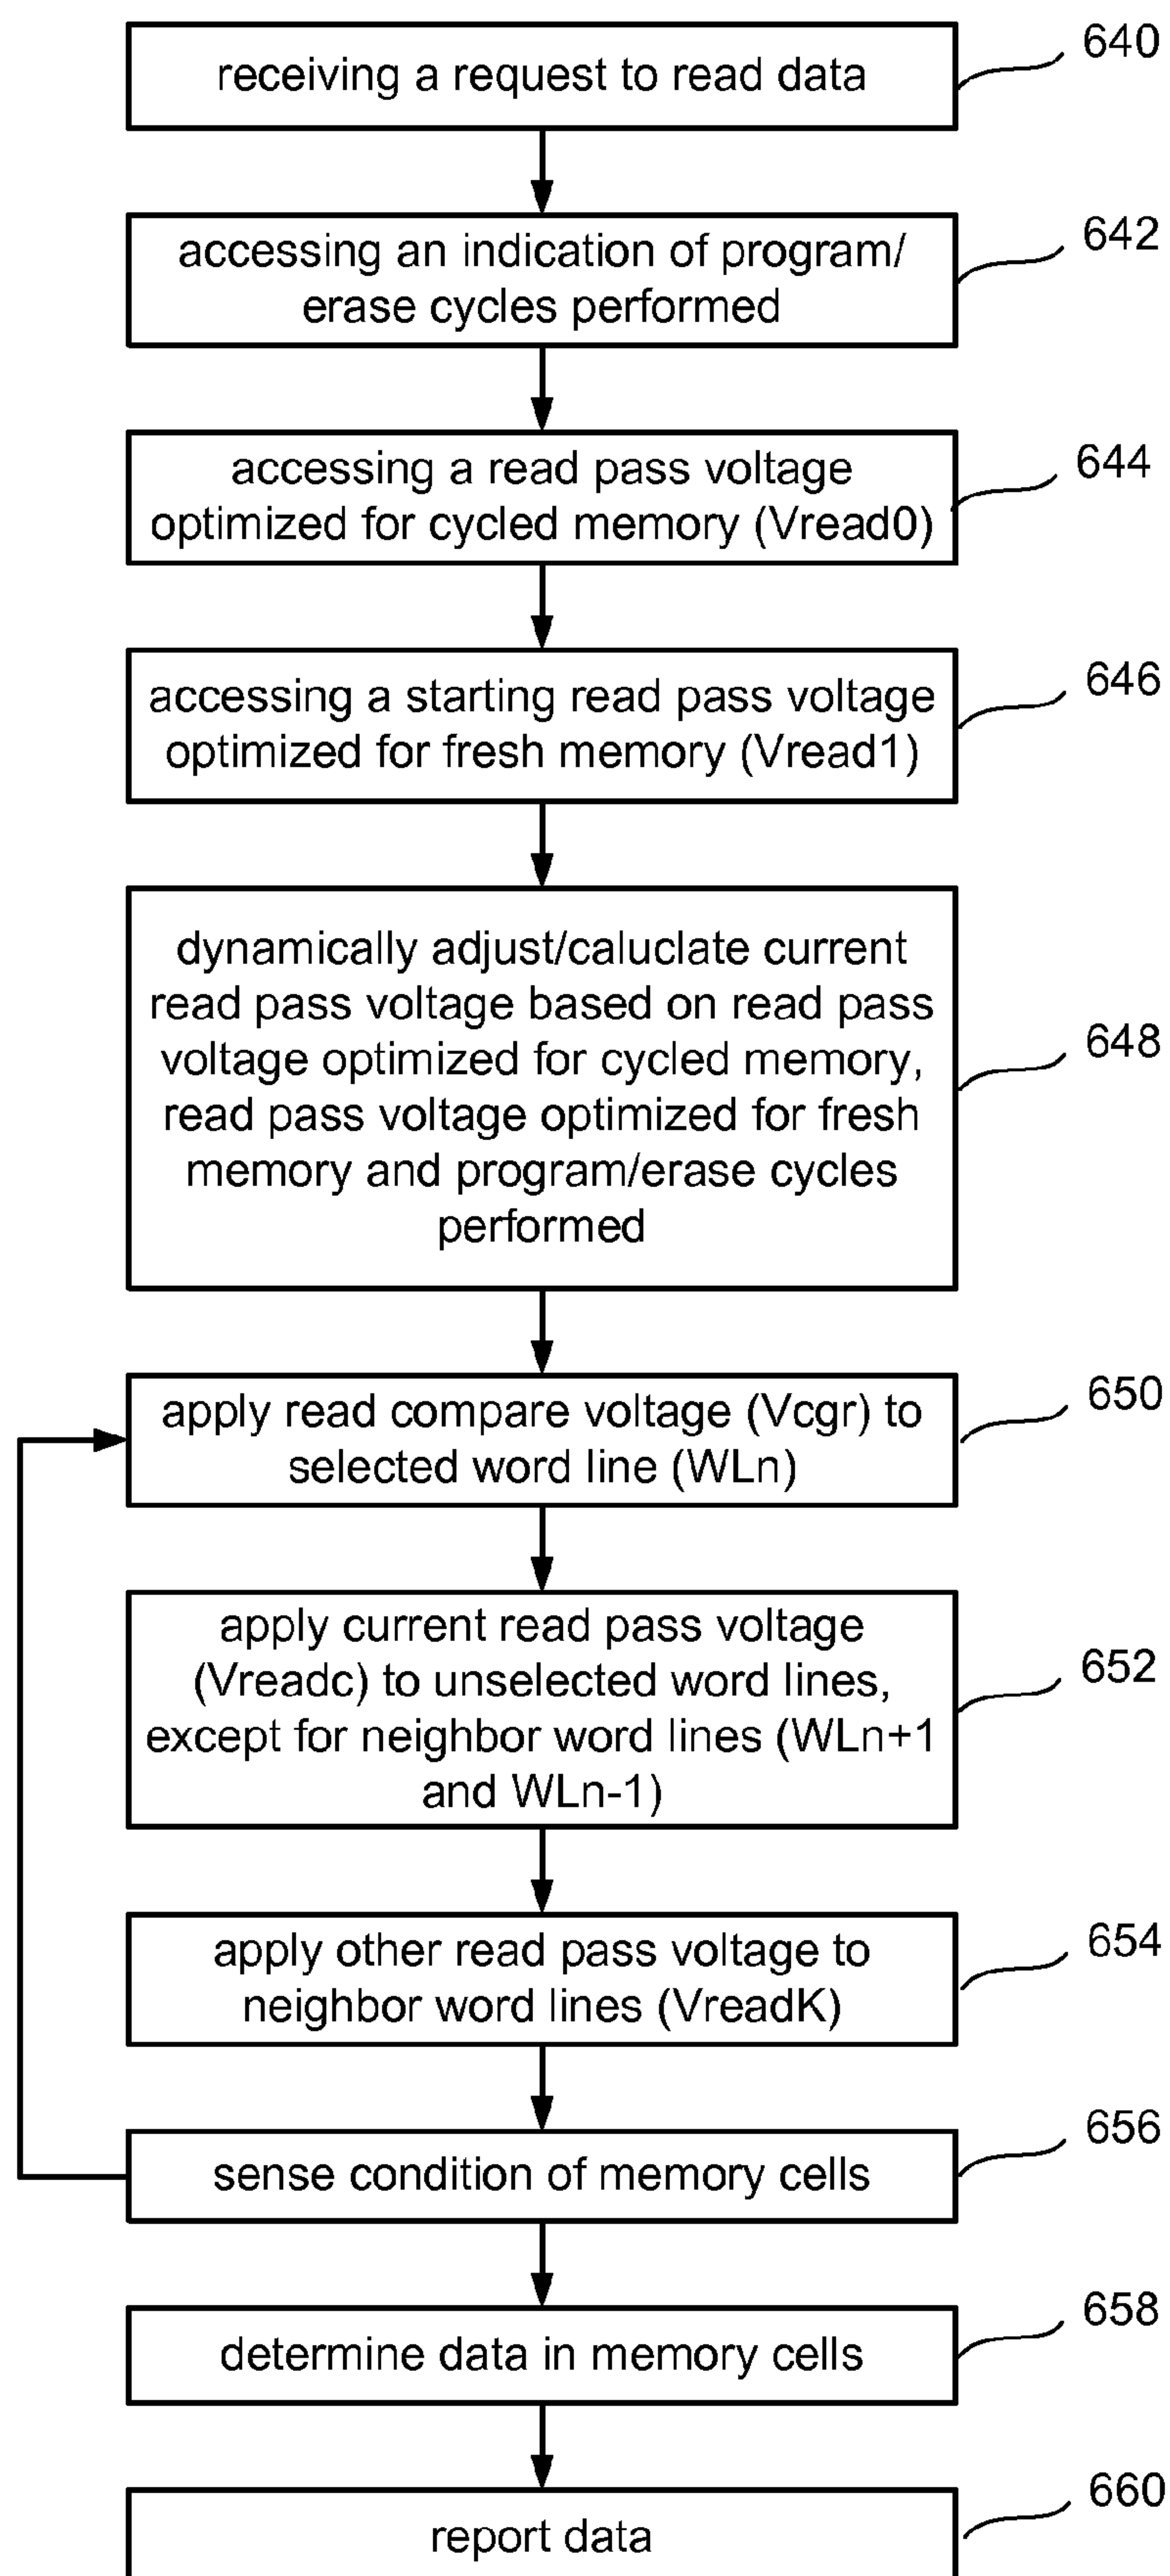 receiving a request to read data
640
accessing an indication of program/
erase cycles performed
642
accessing a read pass voltage
optimized for cycled memory (Vread0)
644
accessing a starting read pass voltage
optimized for fresh memory (Vread1)
646
dynamically adjust/caluclate current
read pass voltage based on read pass
voltage optimized for cycled memory,
read pass voltage optimized for fresh
memory and program/erase cycles
performed
648
apply read compare voltage (Vcgr) to
selected word line (WLn)
650
apply current read pass voltage
(Vreadc) to unselected word lines,
except for neighbor word lines (WLn+1
and WLn-1)
652
apply other read pass voltage to
neighbor word lines (VreadK)
654
sense condition of memory cells
656
determine data in memory cells
658
report data
660